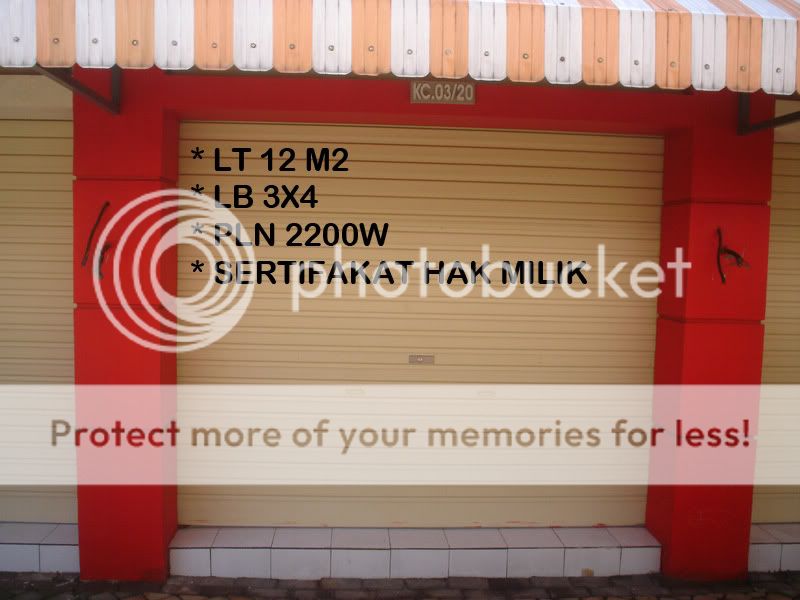 KC.03/20
* LT 12 M2
* LB 3X4
* PLN 2200W
* SERTIFAKAT HAK MILIK
photobucket
Protect more of your memories for less!